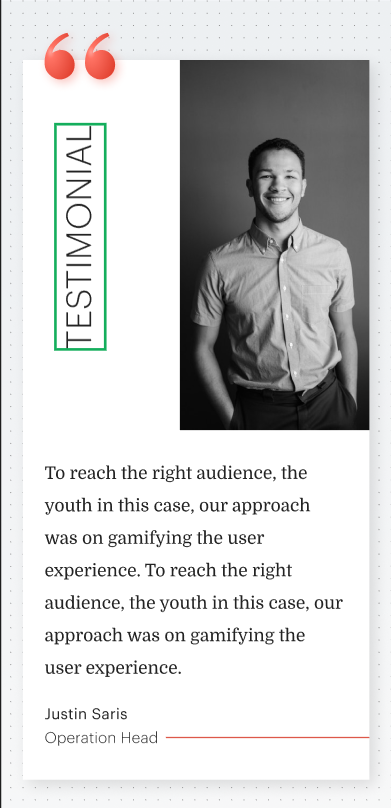 TESTIMONIAL
To reach the right audience, the
youth in this case, our approach
was on gamifying the user
experience. To reach the right
audience, the youth in this case, our
approach was on gamifying the
user experience.
Justin Saris
Operation Head